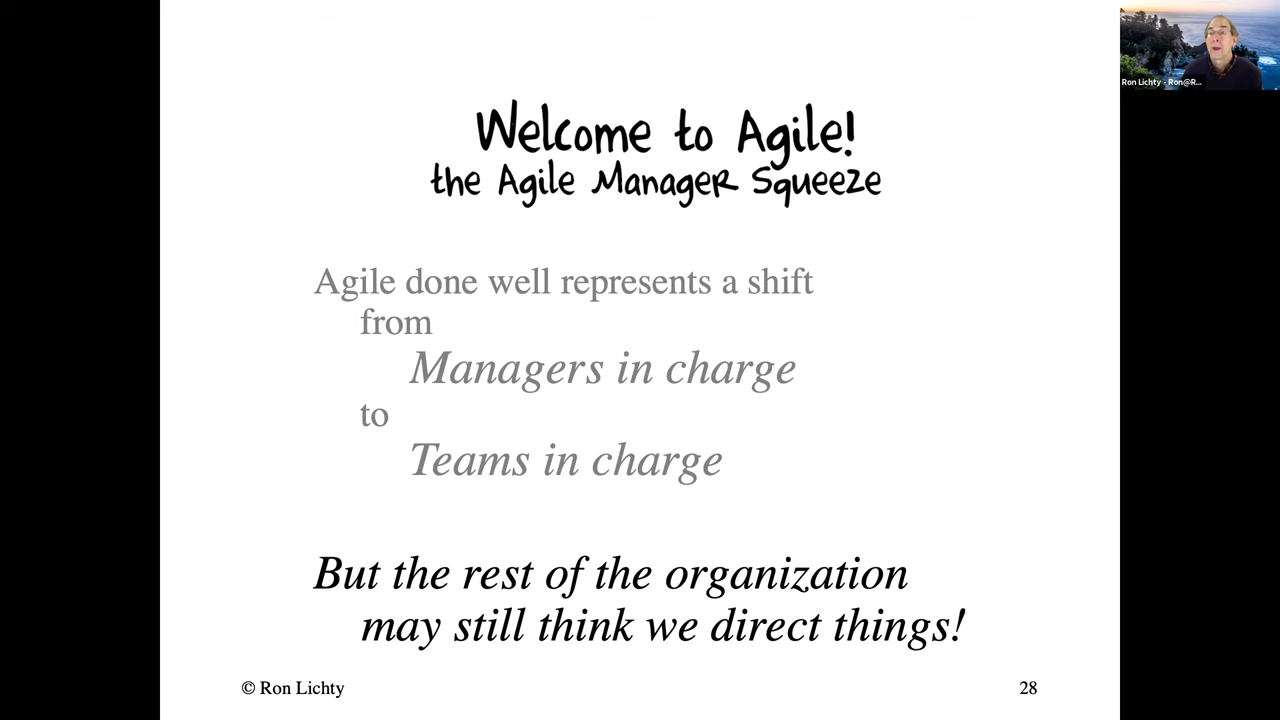 Ron Lichty - Ron@R...
Welcome to Agile!
the Agile Manager Squeeze
Agile done well represents a shift
from
Managers in charge
to
Teams in charge
But the rest of the organization
may still think we direct things!
© Ron Lichty
28